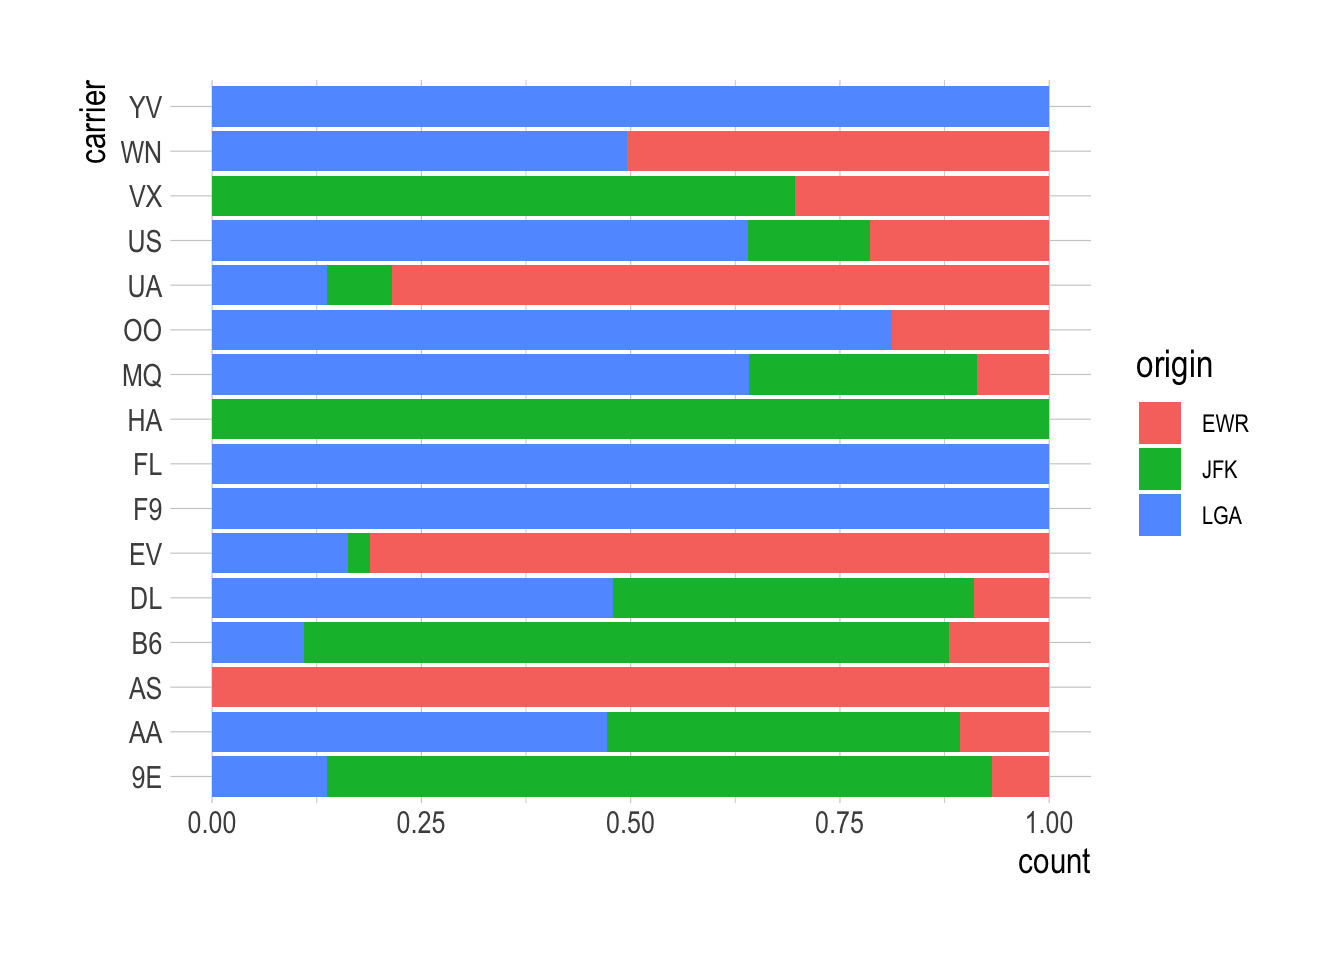 carrier
YV
WN
VX
US
UA
OO
MQ
HA
FL
F9
EV
DL
B6
AS
AA
9E
0.00 0.25 0.50 0.75 1.00
count
origin
EWR
JFK
LGA